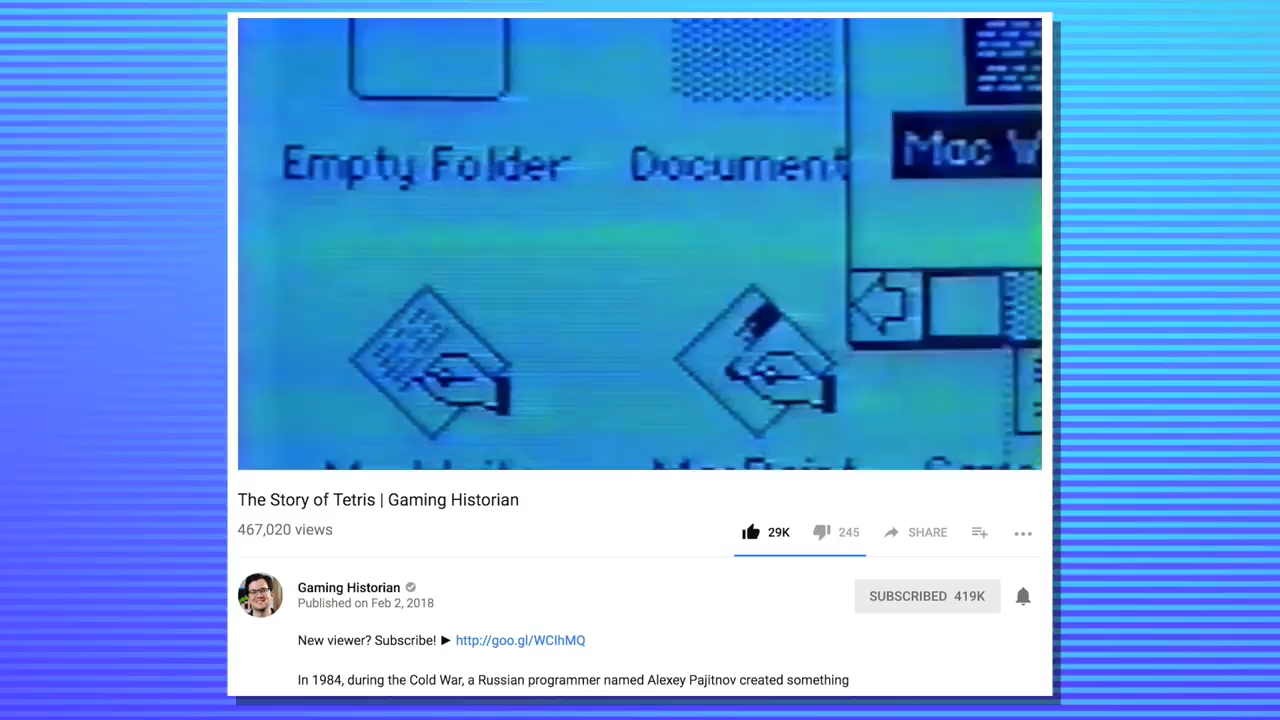 Empty Folder
Document
Mac
The Story of Tetris | Gaming Historian
467,020 views
29K
245
SHARE
Gaming Historian
Published on Feb 2, 2018
SUBSCRIBED 419K
New viewer? Subscribe! ► http://goo.gl/WCIhMQ
In 1984, during the Cold War, a Russian programmer named Alexey Pajitnov created something